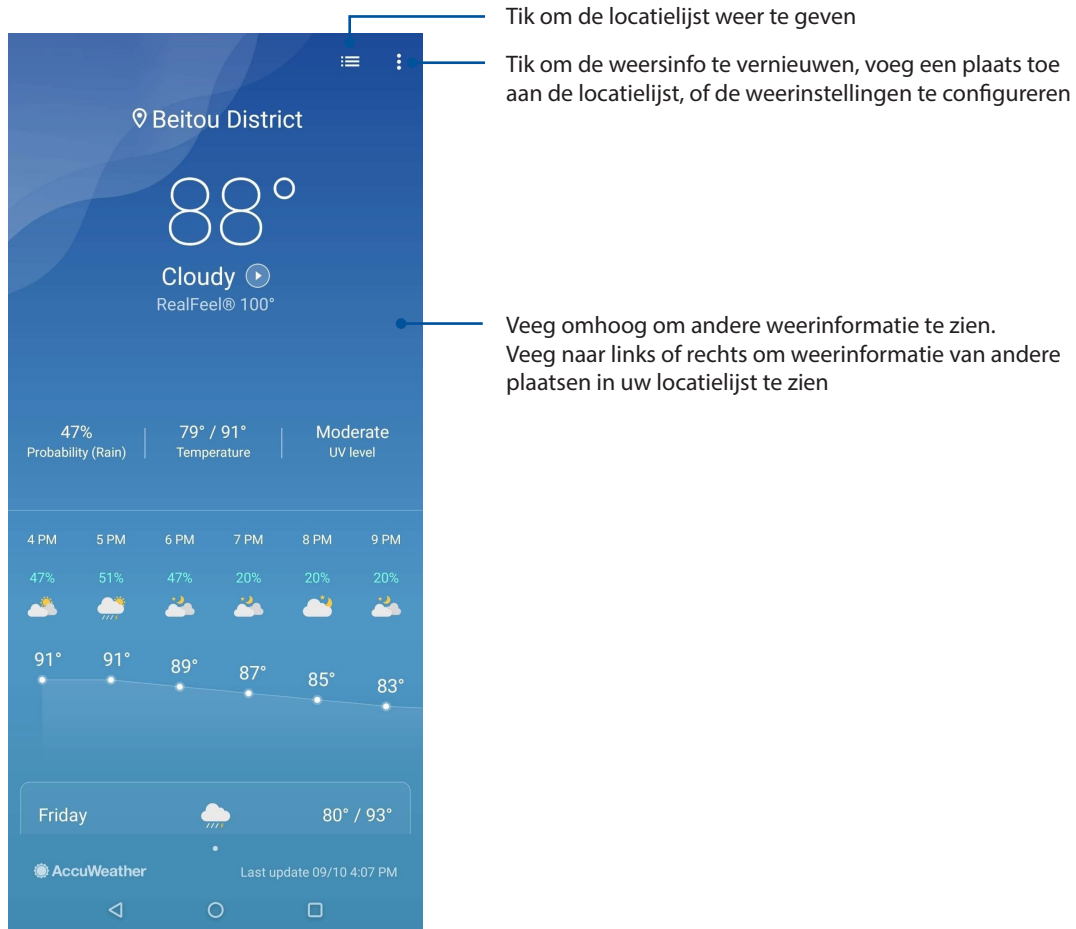 Tik om de locatielijst weer te geven
Tik om de weersinfo te vernieuwen, voeg een plaats toe
aan de locatielijst, of de weerinstellingen te configureren
Beitou District
88°
Cloudy
RealFeel® 100°
Veeg omhoog om andere weerinformatie te zien.
Veeg naar links of rechts om weerinformatie van andere
plaatsen in uw locatielijst te zien
47% 79° / 91° Moderate
Probability (Rain) Temperature UV level
4 PM 5 PM 6 PM 7 PM 8 PM 9 PM
47% 51% 47% 20% 20% 20%
91° 91° 89° 87° 85° 83°
Friday 80° / 93°
AccuWeather Last update 09/10 4:07 PM